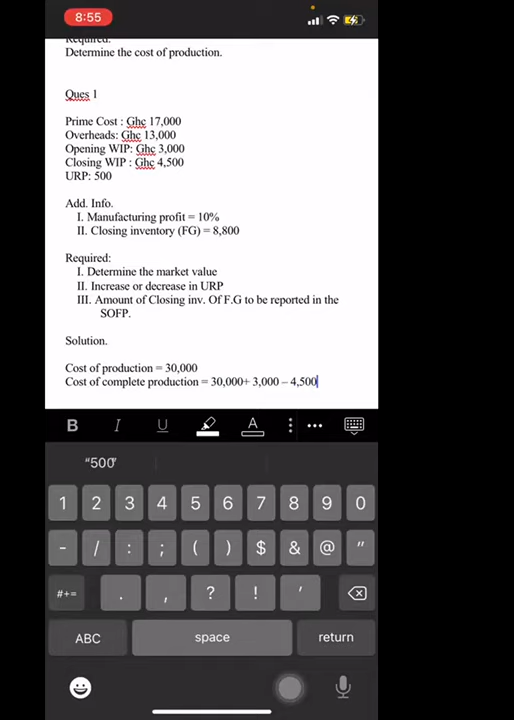 8:55
Required:
Determine the cost of production.
Ques 1
Prime Cost : Ghc 17,000
Overheads: Ghc 13,000
Opening WIP: Ghc 3,000
Closing WIP : Ghc 4,500
URP: 500
Add. Info.
I. Manufacturing profit = 10%
II. Closing inventory (FG) = 8,800
Required:
I. Determine the market value
II. Increase or decrease in URP
III. Amount of Closing inv. Of F.G to be reported in the
SOFP.
Solution.
Cost of production = 30,000
Cost of complete production = 30,000+ 3,000 – 4,500
B I U A
“500”
1 2 3 4 5 6 7 8 9 0
- / : ; ( ) $ & @ "
#+= . , ? ! '
ABC space return